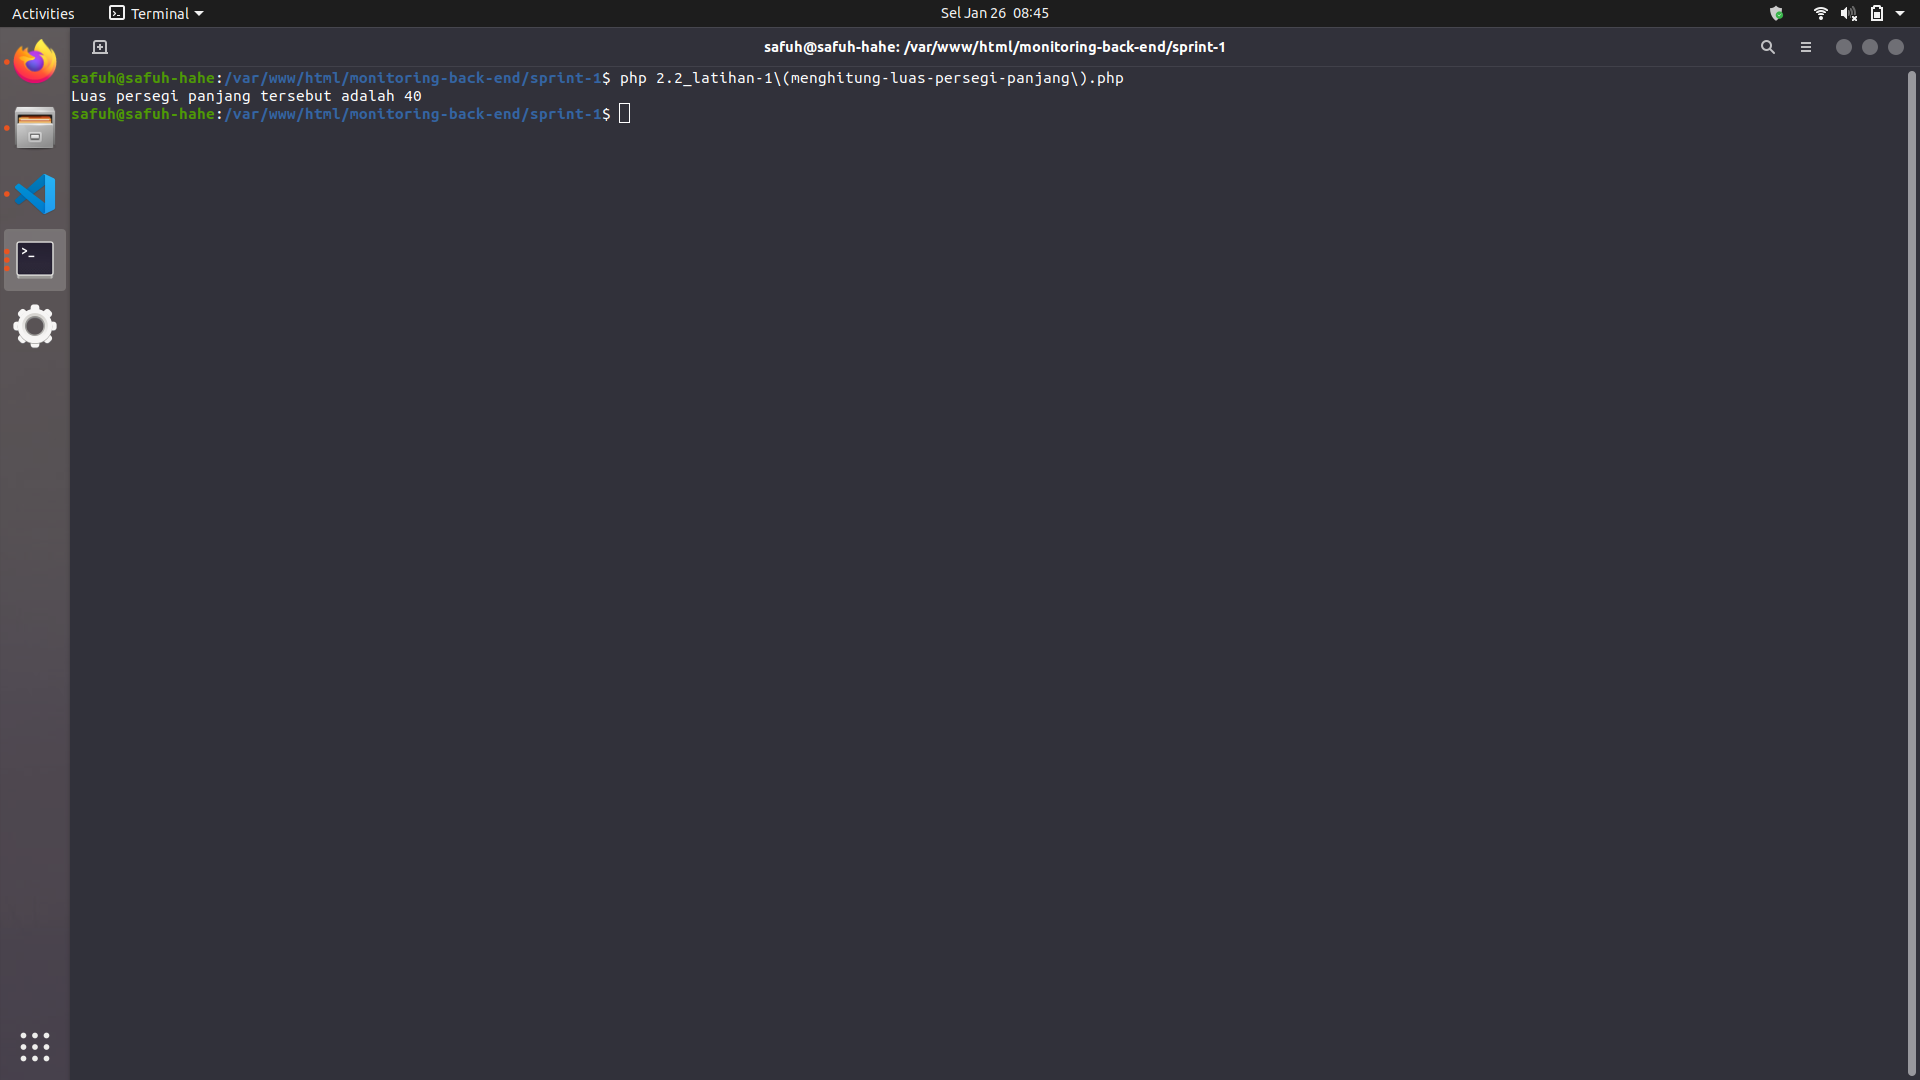 Activities
Terminal
Sel Jan 26 08:45
safuh@safuh-hahe: /var/www/html/monitoring-back-end/sprint-1
safuh@safuh-hahe:/var/www/html/monitoring-back-end/sprint-1$ php 2.2_latihan-1\(menghitung-luas-persegi-panjang\).php
Luas persegi panjang tersebut adalah 40
safuh@safuh-hahe:/var/www/html/monitoring-back-end/sprint-1$